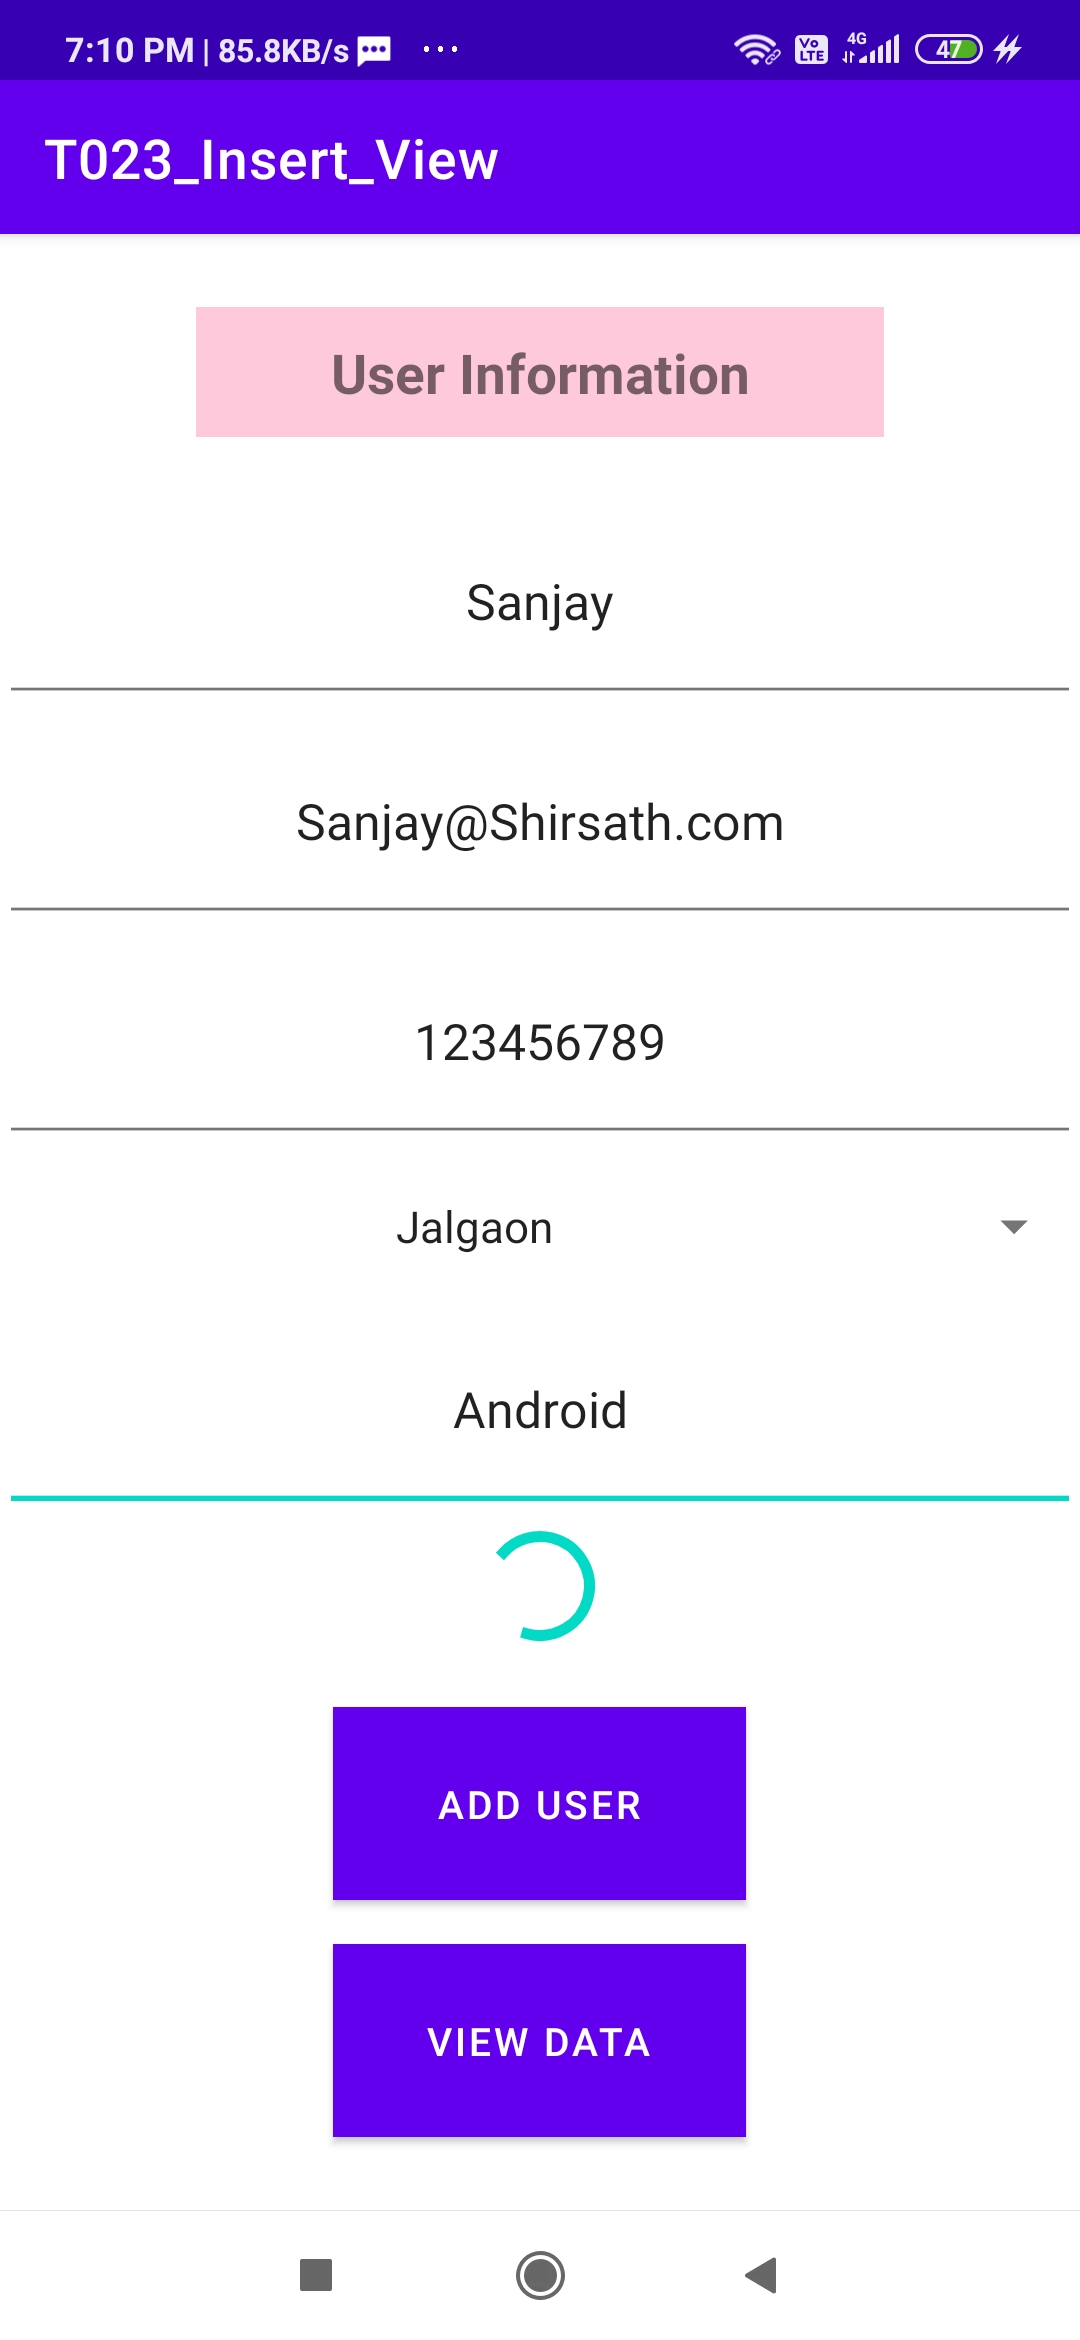 7:10 PM | 85.8KB/s ... Vo LTE 4G 47
T023_Insert_View
User Information
Sanjay
Sanjay@Shirsath.com
123456789
Jalgaon
Android
ADD USER
VIEW DATA